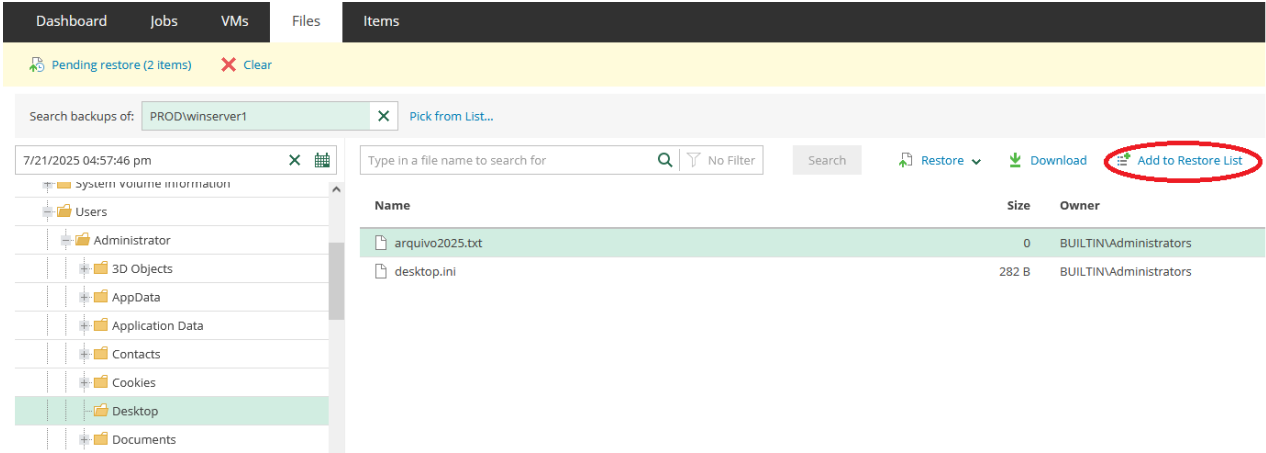 Dashboard Jobs VMs Files Items
Pending restore (2 items) Clear
Search backups of: PROD\winserver1 Pick from List...
7/21/2025 04:57:46 pm
Type in a file name to search for No Filter Search Restore Download Add to Restore List
System Volume Information
Users
Administrator
3D Objects
AppData
Application Data
Contacts
Cookies
Desktop
Documents
Name Size Owner
arquivo2025.txt 0 BUILTIN\Administrators
desktop.ini 282 B BUILTIN\Administrators